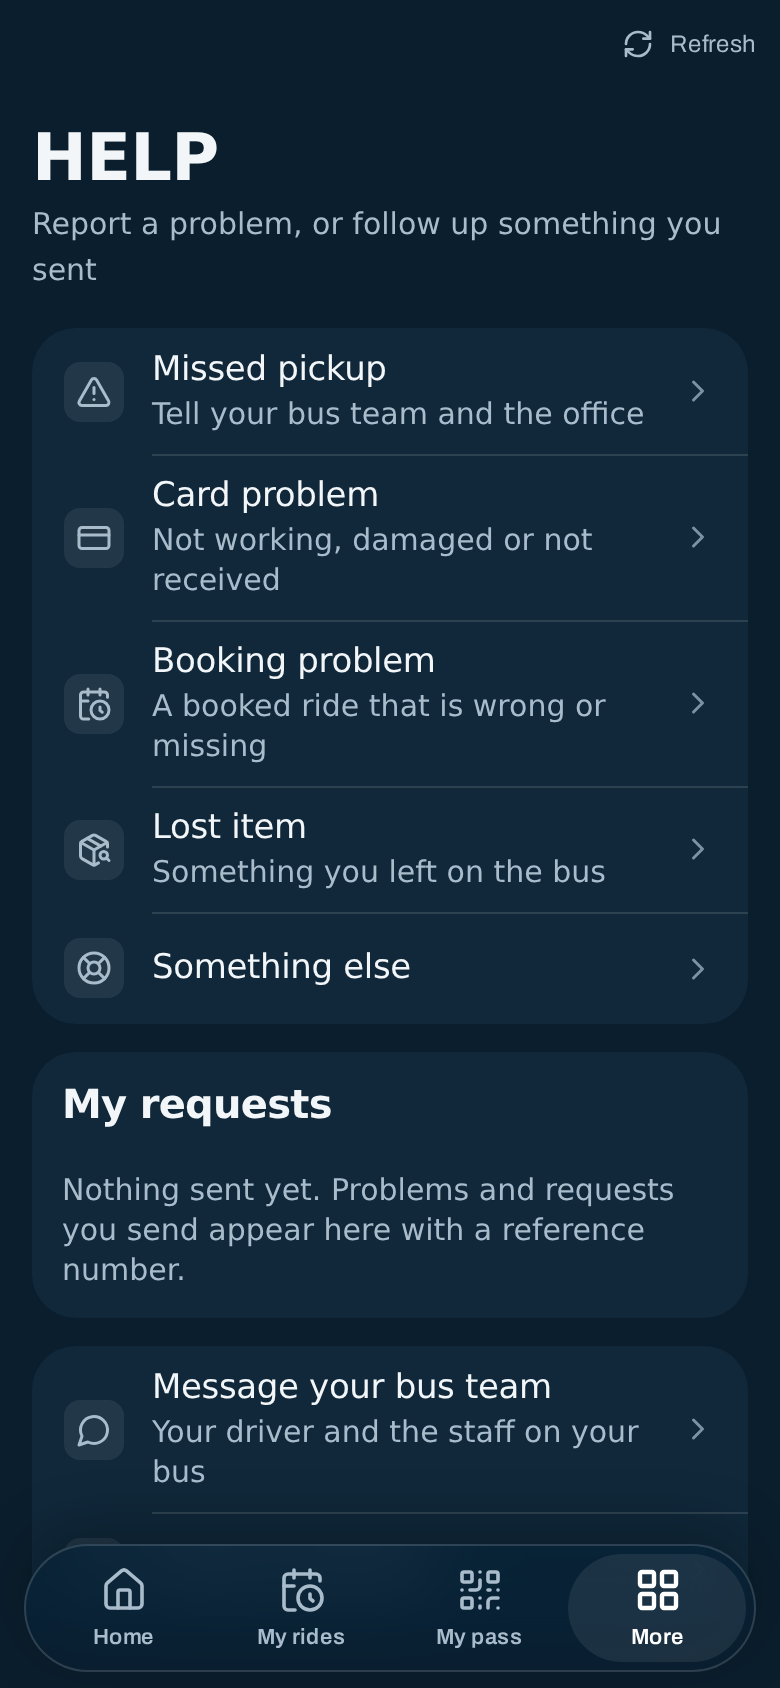 Refresh
HELP
Report a problem, or follow up something you
sent
Missed pickup
Tell your bus team and the office
Card problem
Not working, damaged or not
received
Booking problem
A booked ride that is wrong or
missing
Lost item
Something you left on the bus
Something else
My requests
Nothing sent yet. Problems and requests
you send appear here with a reference
number.
Message your bus team
Your driver and the staff on your
bus
Home
My rides
My pass
More